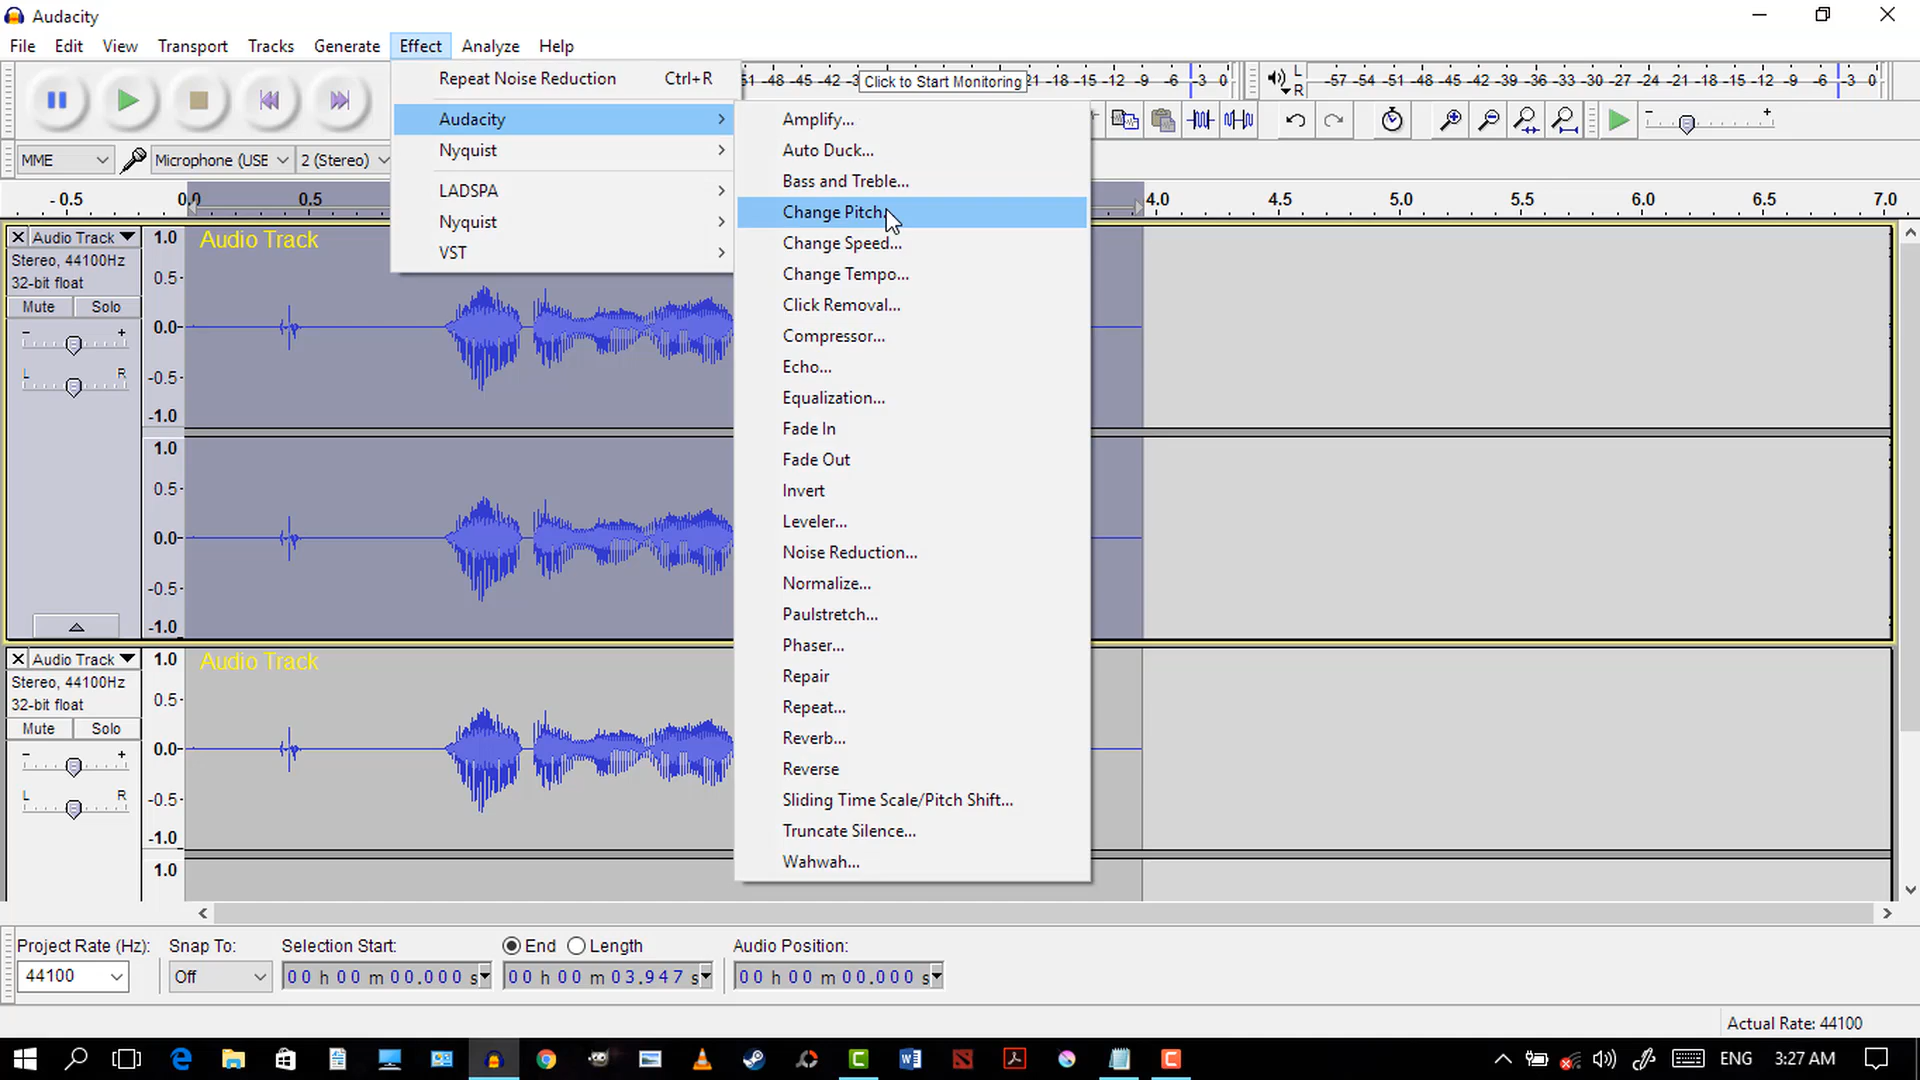 Audacity
File Edit View Transport Tracks Generate Effect Analyze Help
Repeat Noise Reduction Ctrl+R
Audacity
Nyquist
LADSPA
Nyquist
VST
Amplify...
Auto Duck...
Bass and Treble...
Change Pitch.
Change Speed...
Change Tempo...
Click Removal...
Compressor...
Echo...
Equalization...
Fade In
Fade Out
Invert
Leveler...
Noise Reduction...
Normalize...
Paulstretch...
Phaser...
Repair
Repeat...
Reverb...
Reverse
Sliding Time Scale/Pitch Shift...
Truncate Silence...
Wahwah...
-48 -45 -42 Click to Start Monitoring -18 -15 -12 -9 -6 -3 0
L
R
-57 -54 -51 -48 -45 -42 -39 -36 -33 -30 -27 -24 -21 -18 -15 -12 -9 -6 -3 0
MME Microphone (USE 2 (Stereo)
- 0.5 0.0 0.5 4.0 4.5 5.0 5.5 6.0 6.5 7.0
Audio Track
Stereo, 44100Hz
32-bit float
Mute Solo
- +
L R
1.0
0.5-
0.0-
-0.5-
-1.0
Audio Track
1.0
0.5-
0.0-
-0.5-
-1.0
Audio Track
Stereo, 44100Hz
32-bit float
Mute Solo
- +
L R
1.0
0.5-
0.0-
-0.5-
-1.0
Audio Track
1.0
Project Rate (Hz): Snap To: Selection Start: End Length Audio Position:
44100 Off 00 h 00 m 00.000 s 00 h 00 m 03.947 s 00 h 00 m 00.000 s
Actual Rate: 44100
ENG 3:27 AM